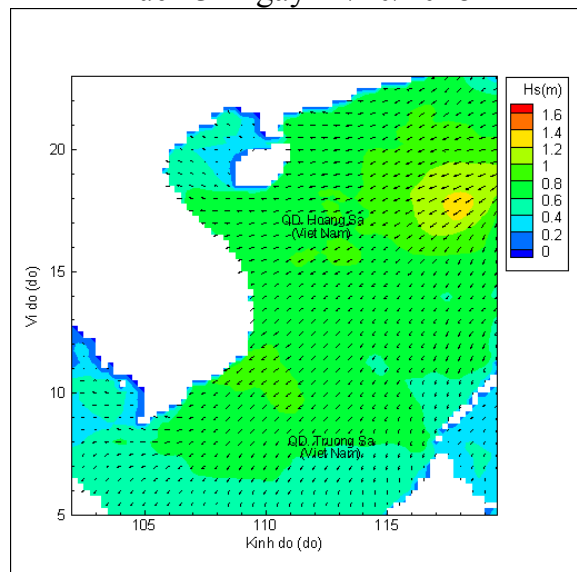 Hs(m)
1.6
1.4
1.2
1
0.8
0.6
0.4
0.2
0
20
QD. Hoang Sa
(Viet Nam)
15
Vi do (do)
10
QD. Truong Sa
(Viet Nam)
5
105
110
115
Kinh do (do)